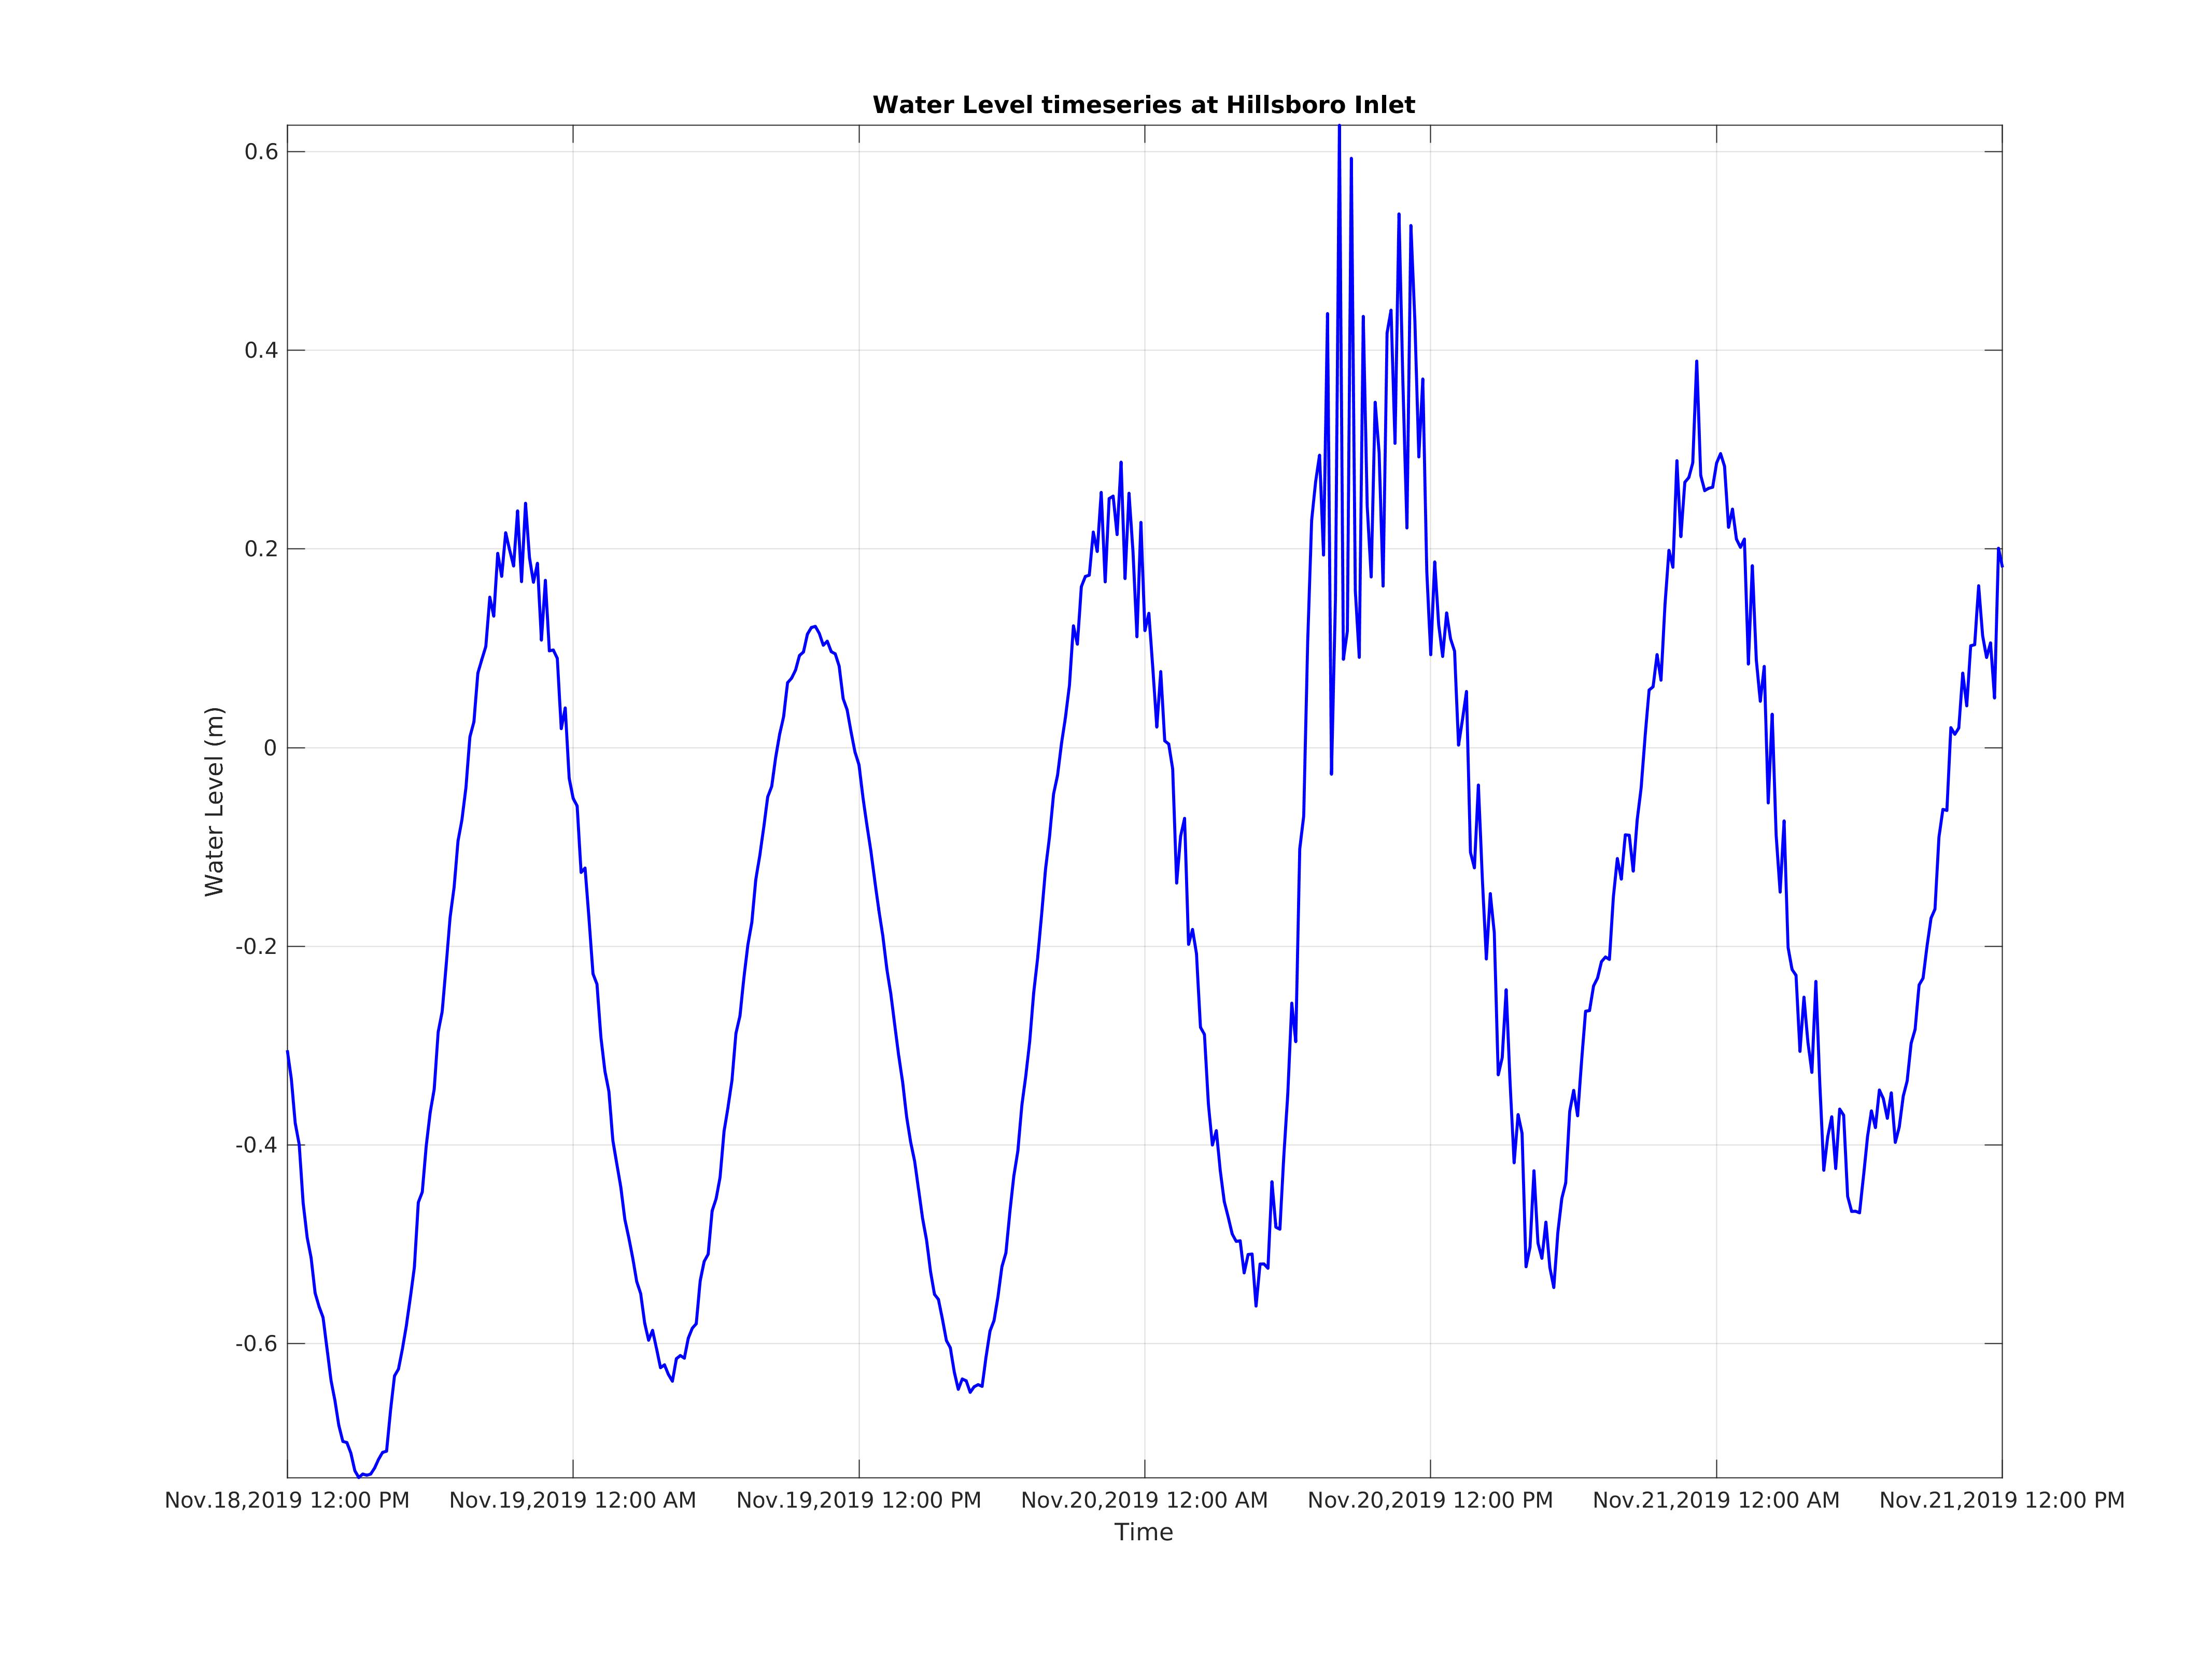 Water Level timeseries at Hillsboro Inlet
0.6
0.4
0.2
0
-0.2
-0.4
-0.6
Water Level (m)
Nov.18,2019 12:00 PM
Nov.19,2019 12:00 AM
Nov.19,2019 12:00 PM
Nov.20,2019 12:00 AM
Nov.20,2019 12:00 PM
Nov.21,2019 12:00 AM
Nov.21,2019 12:00 PM
Time